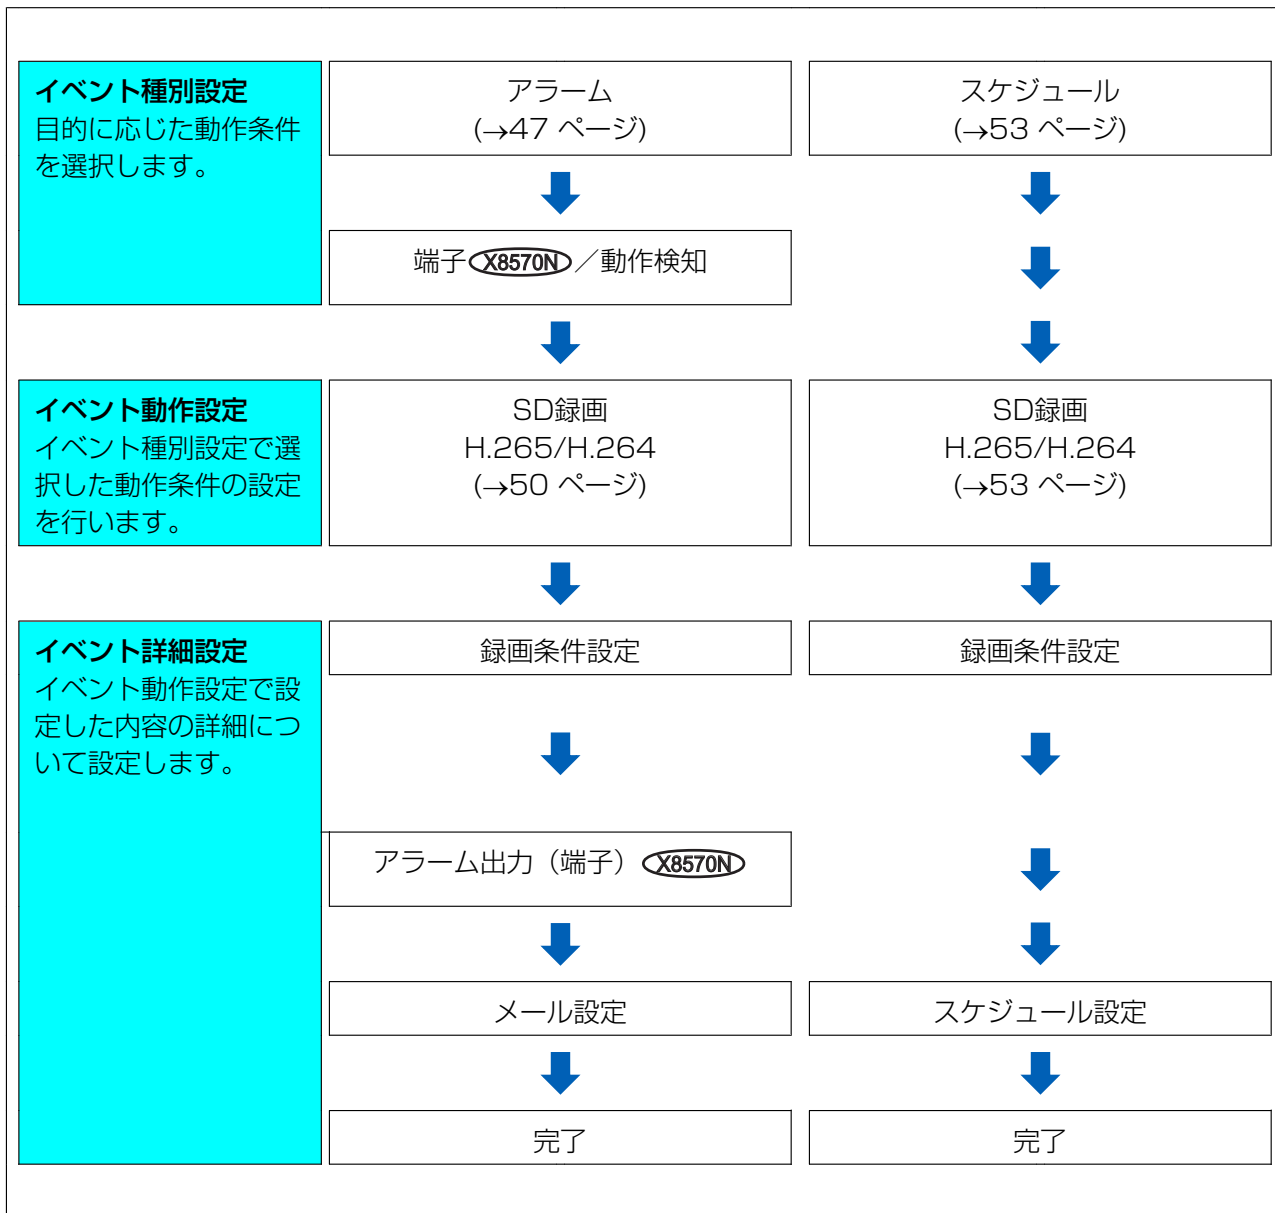 イベント種別設定
目的に応じた動作条件
を選択します。
アラーム
(→47 ページ)
スケジュール
(→53 ページ)
端子 X8570N ／動作検知
イベント動作設定
イベント種別設定で選
択した動作条件の設定
を行います。
SD録画
H.265/H.264
(→50 ページ)
SD録画
H.265/H.264
(→53 ページ)
イベント詳細設定
イベント動作設定で設
定した内容の詳細につ
いて設定します。
録画条件設定
録画条件設定
アラーム出力（端子） X8570N
メール設定
スケジュール設定
完了
完了